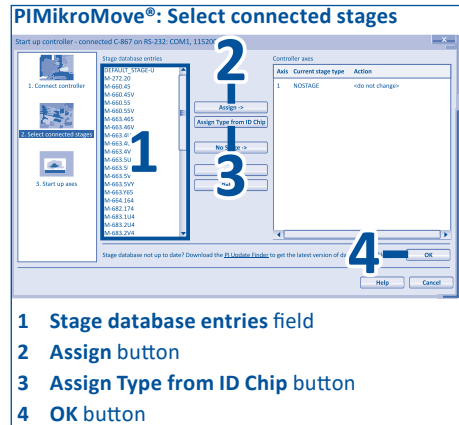 PIMikroMove®: Select connected stages
Start up controller - connected C-867 on RS-232: COM1, 115200
Stage database entries
Controller axes
1. Connect controller
2. Select connected stages
3. Start up axes
DEFAULT_STAGE-U
M-272.20
M-660.45
M-660.45V
M-660.55
M-660.55V
M-663.465
M-663.46V
M-663.4V
M-663.5U
M-663.5V
M-663.5VY
M-663.Y65
M-664.164
M-682.174
M-683.1U4
M-683.2U4
M-683.2V4
1
2
Assign ->
Assign Type from ID Chip
No Stage ->
3
Axis Current stage type Action
1 NOSTAGE <do not change>
Stage database not up to date? Download the PI Update Finder to get the latest version of
4
OK
Help Cancel
1 Stage database entries field
2 Assign button
3 Assign Type from ID Chip button
4 OK button